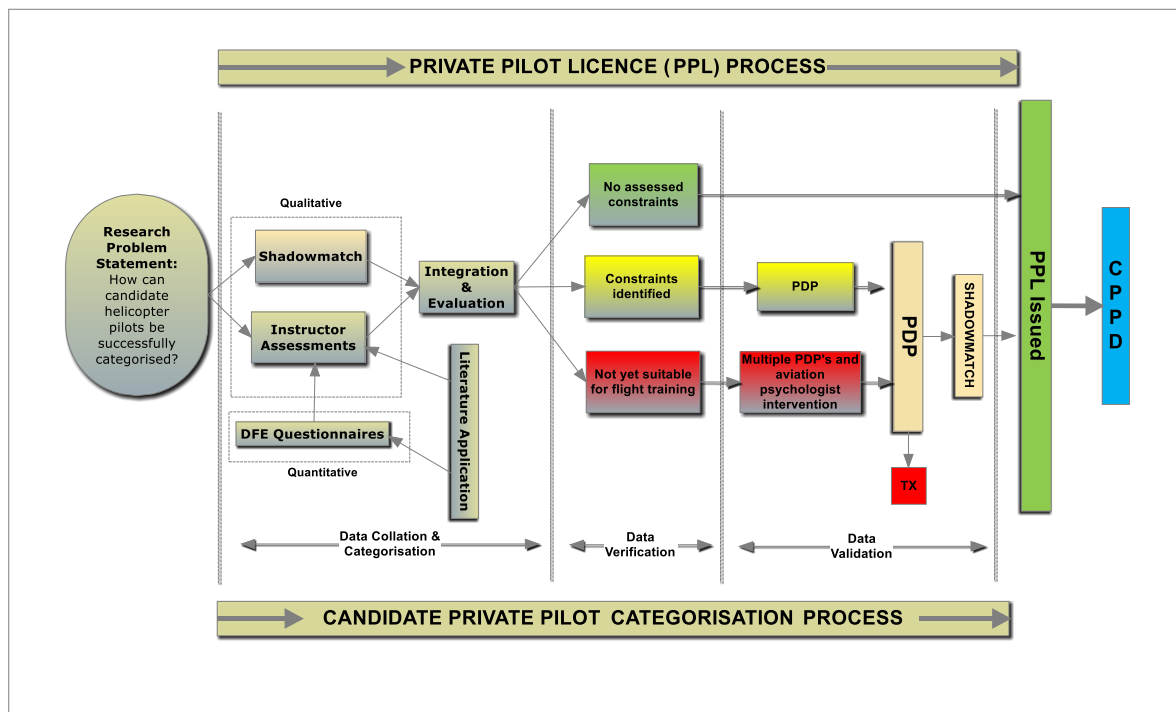 PRIVATE PILOT LICENCE (PPL) PROCESS
Research
Problem
Statement:
How can
candidate
helicopter
pilots be
successfully
categorised?
Qualitative
Shadowmatch
Instructor
Assessments
DFE Questionnaires
Quantitative
Literature Application
Integration
&
Evaluation
No assessed
constraints
Constraints
identified
Not yet suitable
for flight training
PDP
Multiple PDP's and
aviation
psychologist
intervention
PDP
TX
SHADOWMATCH
PPL Issued
CPPD
Data Collation &
Categorisation
Data
Verification
Data
Validation
CANDIDATE PRIVATE PILOT CATEGORISATION PROCESS